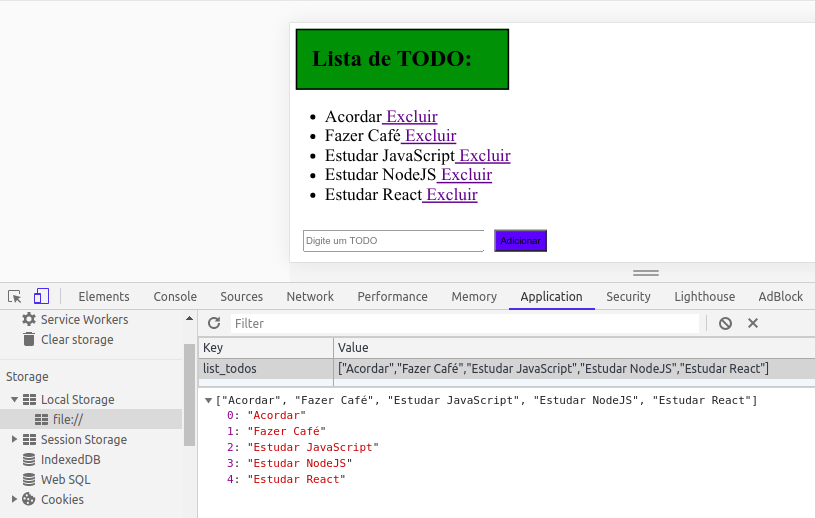 Lista de TODO:
Acordar Excluir
Fazer Café Excluir
Estudar JavaScript Excluir
Estudar NodeJS Excluir
Estudar React Excluir
Digite um TODO Adicionar
Elements Console Sources Network Performance Memory Application Security Lighthouse AdBlock
Service Workers
Clear storage
Storage
Local Storage
file://
Session Storage
IndexedDB
Web SQL
Cookies
Filter
Key Value
list_todos ["Acordar","Fazer Café","Estudar JavaScript","Estudar NodeJS","Estudar React"]
["Acordar", "Fazer Café", "Estudar JavaScript", "Estudar NodeJS", "Estudar React"]
0: "Acordar"
1: "Fazer Café"
2: "Estudar JavaScript"
3: "Estudar NodeJS"
4: "Estudar React"